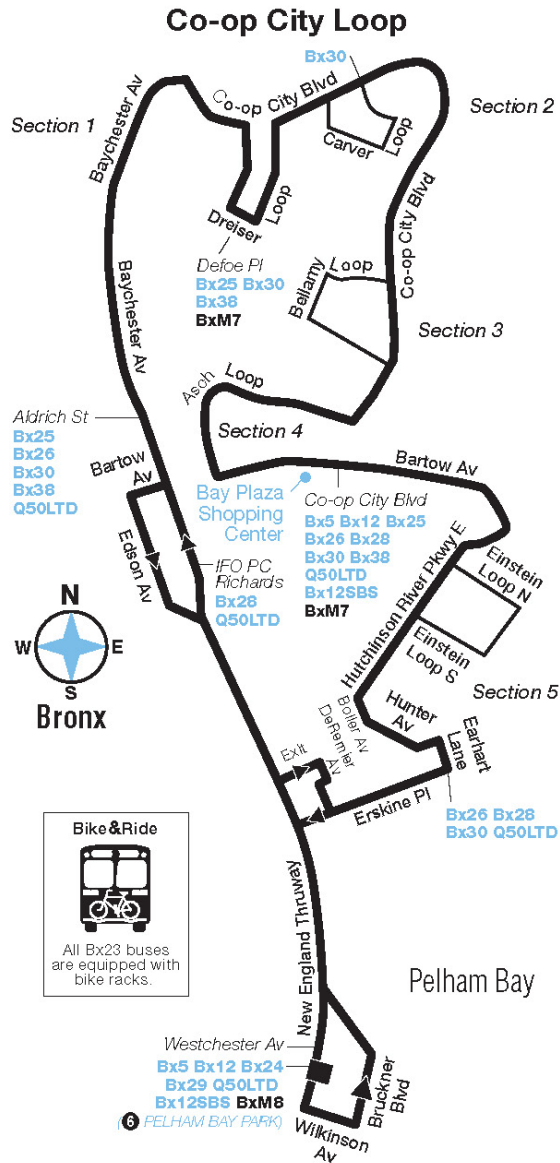 Co-op City Loop
Bx30
Co-op City Blvd
Baychester Av
Section 1
Section 2
Carver
Loop
Dreiser
Loop
Co-op City Blvd
Defoe Pl
Bx25 Bx30
Bx38
BxM7
Bellamy
Loop
Baychester Av
Section 3
Asch
Loop
Aldrich St
Bx25
Bx26
Bx30
Bx38
Q50LTD
Section 4
Bartow Av
Bartow
Av
Bay Plaza
Shopping
Center
Co-op City Blvd
Bx5 Bx12 Bx25
Bx26 Bx28
Bx30 Bx38
Q50LTD
Bx12SBS
BxM7
Edson Av
IFO PC
Richards
Bx28
Q50LTD
Hutchinson River Pkwy E
Einstein
Loop N
Einstein
Loop S
N
W
E
S
Bronx
Section 5
Boller Av
DeRemier
Av
Hunter
Av
Earhart
Lane
Exit
Erskine Pl
Bx26 Bx28
Bx30 Q50LTD
Bike&Ride
All Bx23 buses
are equipped with
bike racks.
New England Thruway
Pelham Bay
Westchester Av
Bx5 Bx12 Bx24
Bx29 Q50LTD
Bx12SBS BxM8
(6 PELHAM BAY PARK)
Bruckner
Blvd
Wilkinson
Av